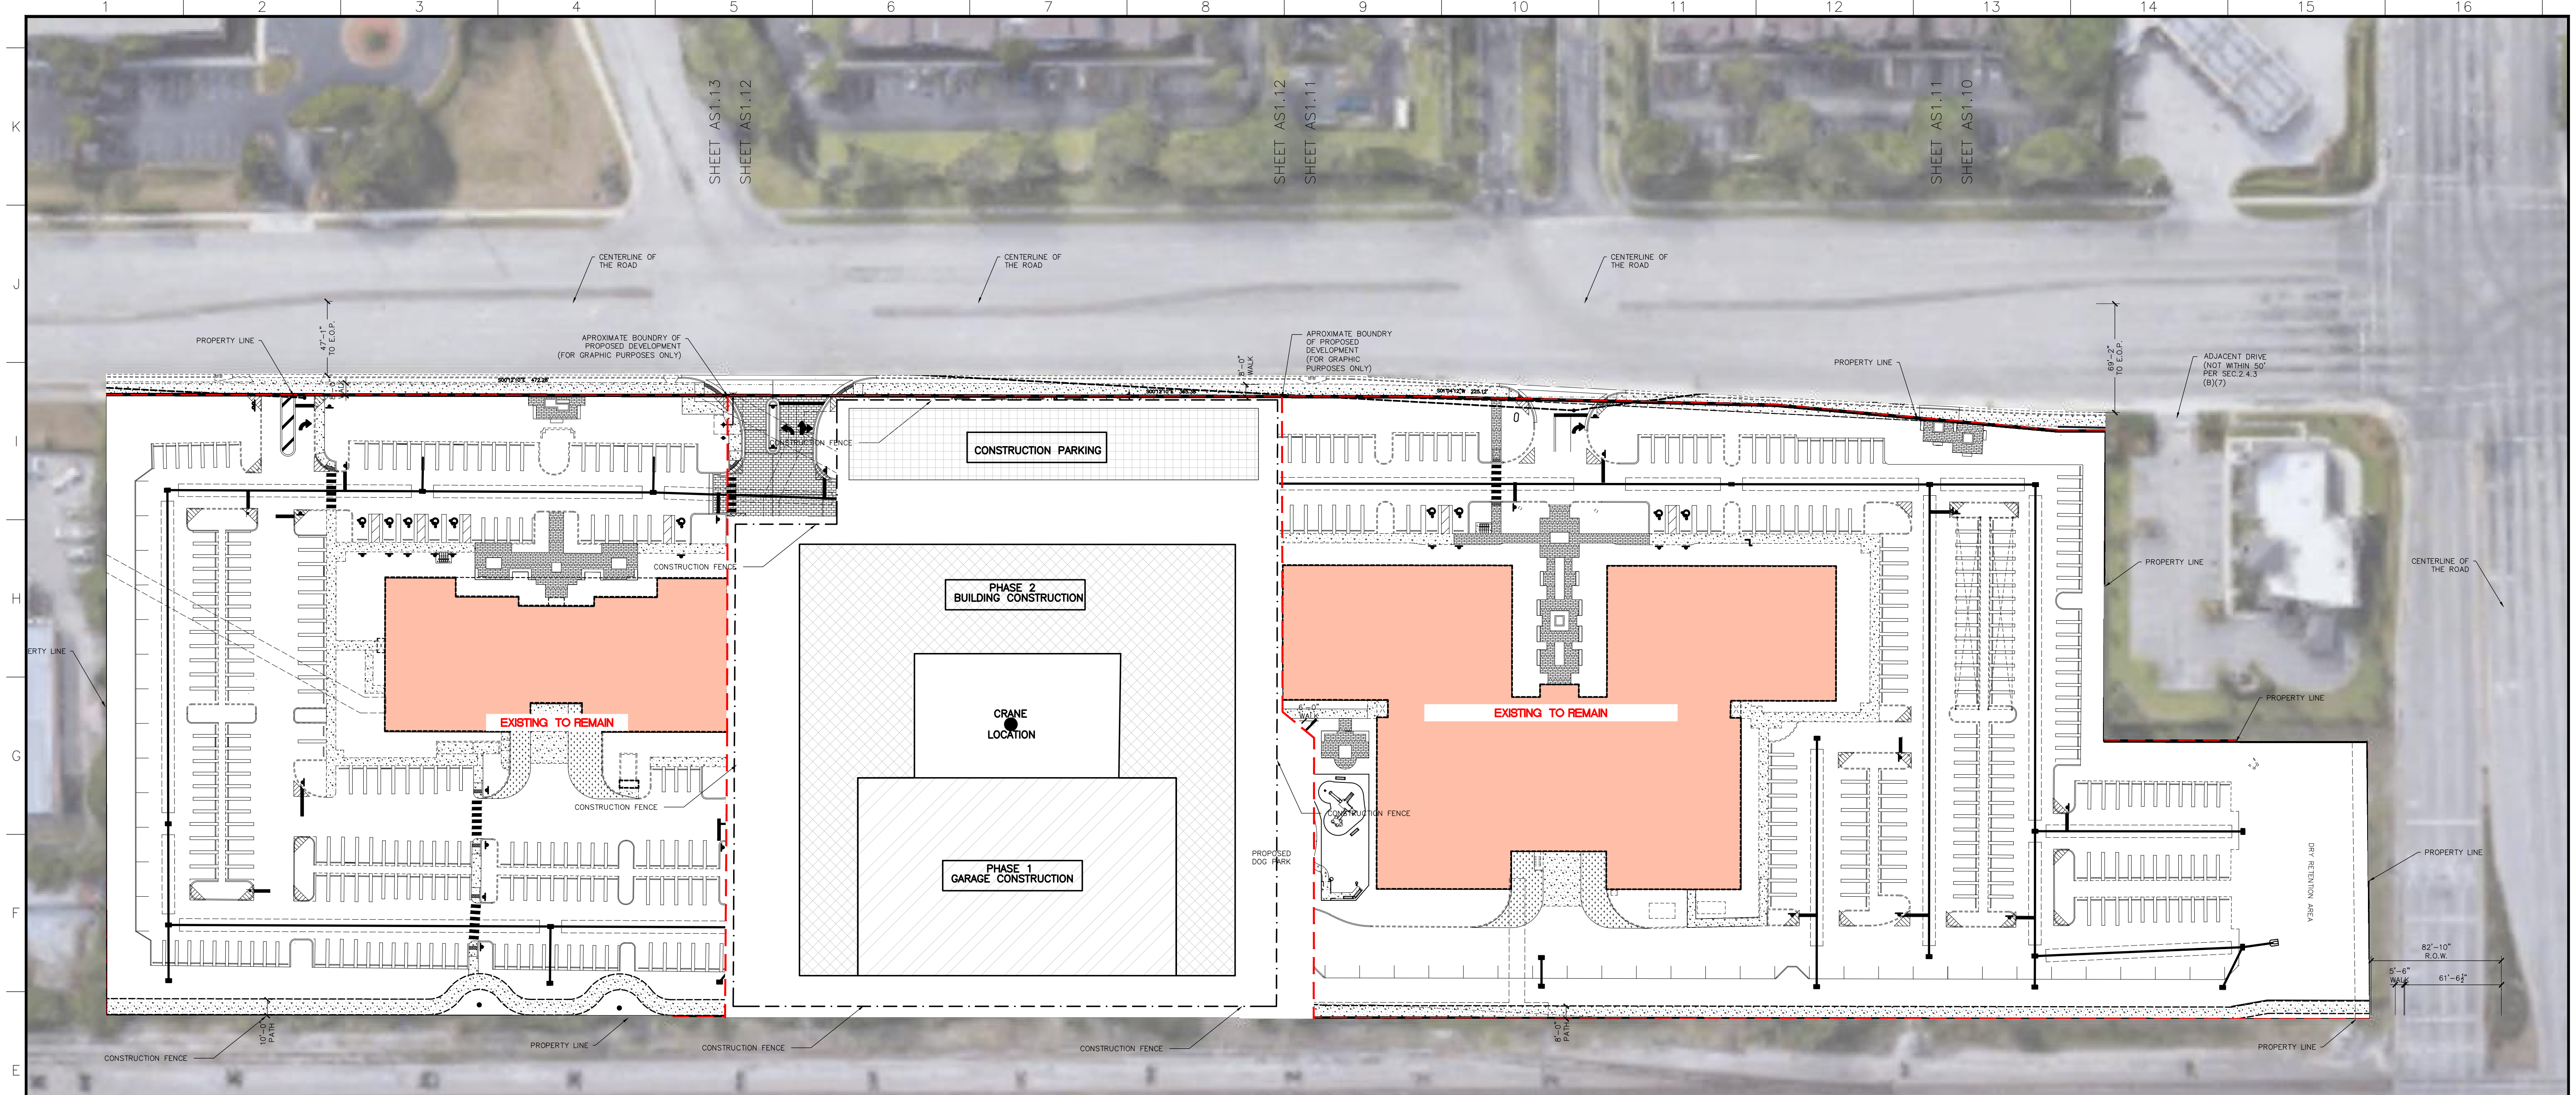 1 2 3 4 5 6 7 8 9 10 11 12 13 14 15 16
K
J
I
H
G
F
E
SHEET AS1.13
SHEET AS1.12
SHEET AS1.12
SHEET AS1.11
SHEET AS1.11
SHEET AS1.10
CENTERLINE OF
THE ROAD
CENTERLINE OF
THE ROAD
CENTERLINE OF
THE ROAD
47'-1"
TO E.O.P.
PROPERTY LINE
APROXIMATE BOUNDRY OF
PROPOSED DEVELOPMENT
(FOR GRAPHIC PURPOSES ONLY)
8'-0"
WALK
APROXIMATE BOUNDRY
OF PROPOSED
DEVELOPMENT
(FOR GRAPHIC
PURPOSES ONLY)
PROPERTY LINE
69'-2"
TO E.O.P.
ADJACENT DRIVE
(NOT WITHIN 50'
PER SEC.2.4.3
(B)(7)
CONSTRUCTION FENCE
CONSTRUCTION PARKING
CONSTRUCTION FENCE
PHASE 2
BUILDING CONSTRUCTION
PROPERTY LINE
CENTERLINE OF
THE ROAD
ERTY LINE
EXISTING TO REMAIN
CRANE
LOCATION
6'-0"
WALK
EXISTING TO REMAIN
PROPERTY LINE
CONSTRUCTION FENCE
CONSTRUCTION FENCE
PROPOSED
DOG PARK
PHASE 1
GARAGE CONSTRUCTION
DRY RETENTION AREA
PROPERTY LINE
82'-10"
R.O.W.
5'-6"
WALK
61'-6½"
10'-0"
PATH
8'-0"
PATH
CONSTRUCTION FENCE
PROPERTY LINE
CONSTRUCTION FENCE
CONSTRUCTION FENCE
PROPERTY LINE